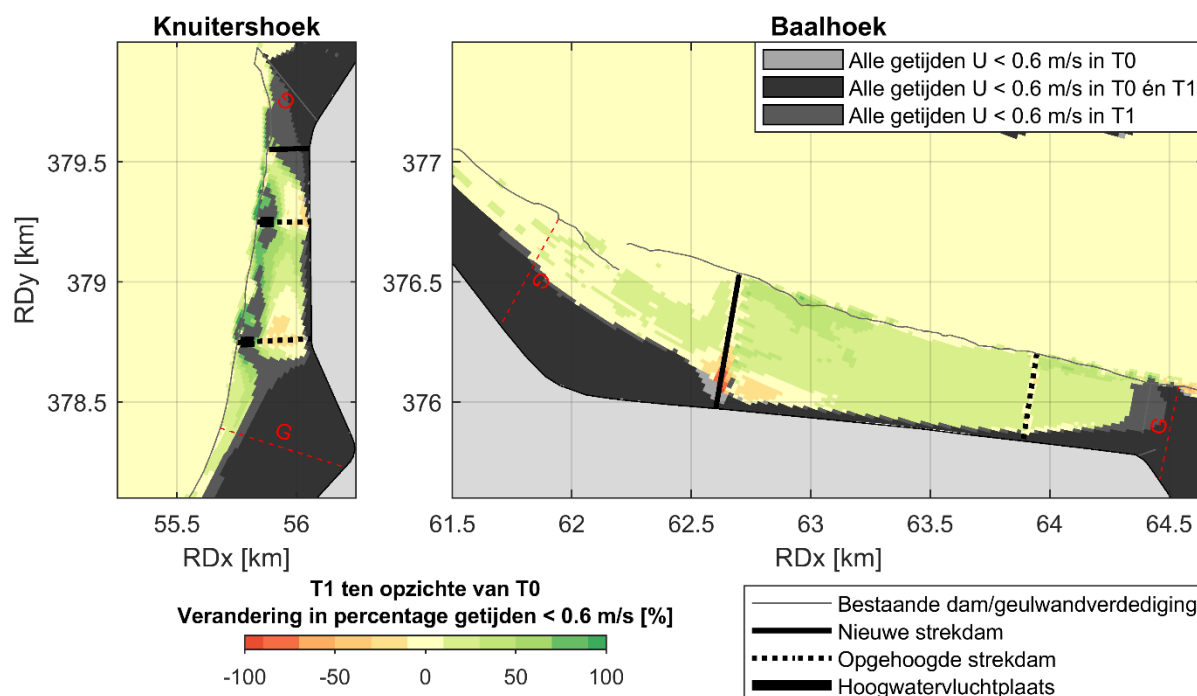 Knuitershoek
Baalhoek
Alle getijden U < 0.6 m/s in T0
Alle getijden U < 0.6 m/s in T0 én T1
Alle getijden U < 0.6 m/s in T1
G
379.5
379
378.5
G
RDy [km]
55.5 56
RDx [km]
377
376.5
376
G
G
61.5 62 62.5 63 63.5 64 64.5
RDx [km]
T1 ten opzichte van T0
Verandering in percentage getijden < 0.6 m/s [%]
-100 -50 0 50 100
Bestaande dam/geulwandverdediging
Nieuwe strekdam
Opgehoogde strekdam
Hoogwatervluchtplaats